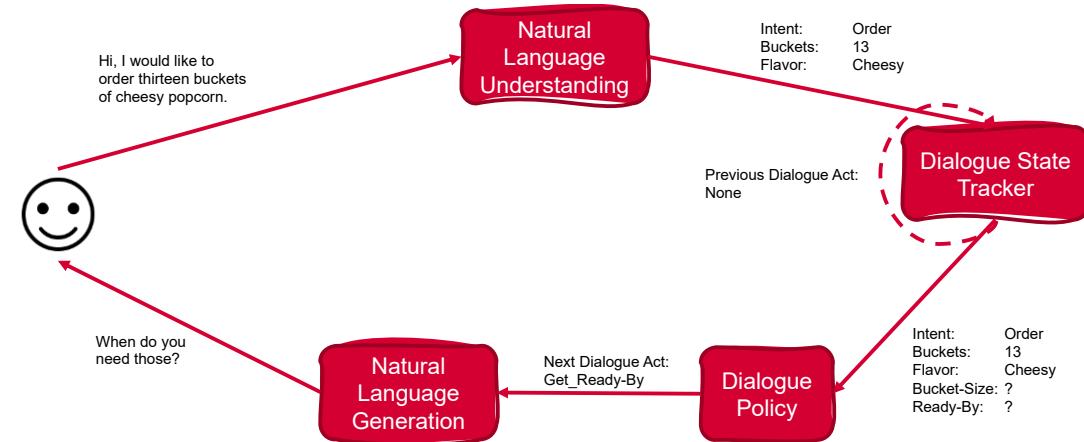 Hi, I would like to
order thirteen buckets
of cheesy popcorn.
Natural
Language
Understanding
Intent: Order
Buckets: 13
Flavor: Cheesy
Previous Dialogue Act:
None
Dialogue State
Tracker
Intent: Order
Buckets: 13
Flavor: Cheesy
Bucket-Size: ?
Ready-By: ?
Dialogue
Policy
Next Dialogue Act:
Get_Ready-By
Natural
Language
Generation
When do you
need those?